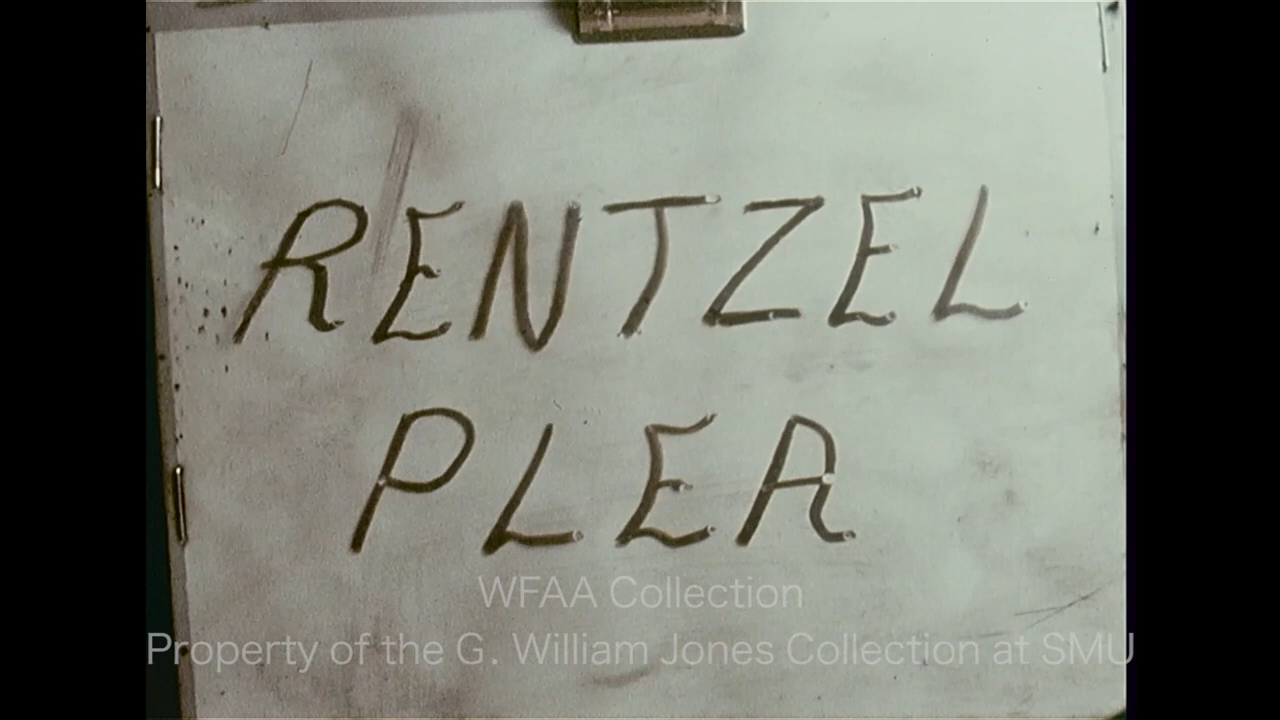 RENTZEL
PLEA
WFAA Collection
Property of the G. William Jones Collection at SMU